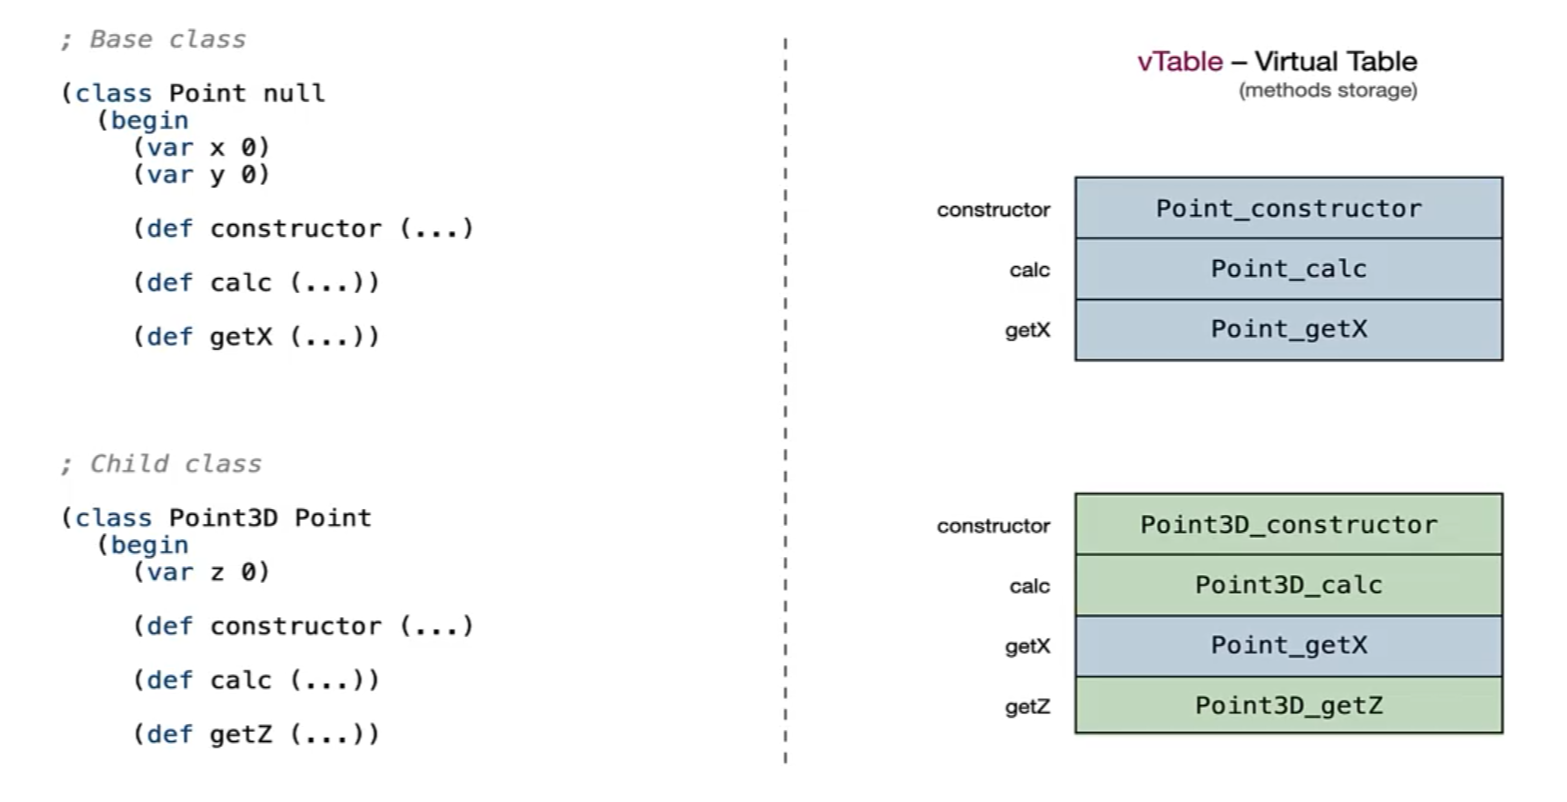 ; Base class
(class Point null
(begin
(var x 0)
(var y 0)
(def constructor (...)
(def calc (...))
(def getX (...))
; Child class
(class Point3D Point
(begin
(var z 0)
(def constructor (...)
(def calc (...))
(def getZ (...))
vTable – Virtual Table
(methods storage)
constructor Point_constructor
calc Point_calc
getX Point_getX
constructor Point3D_constructor
calc Point3D_calc
getX Point_getX
getZ Point3D_getZ